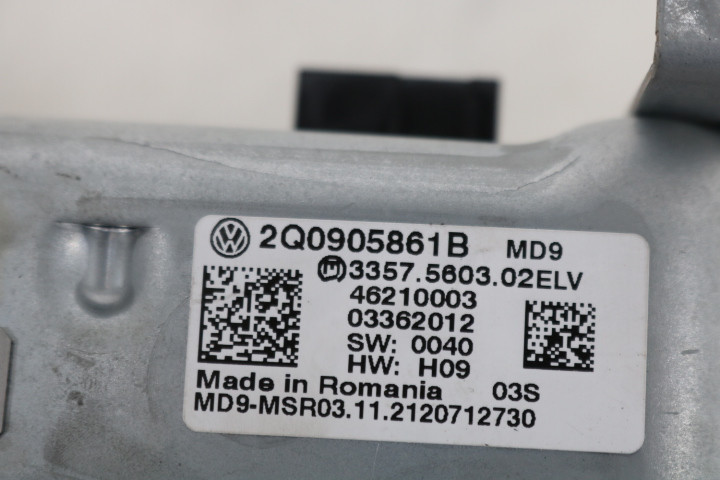 2Q0905861B MD9
3357.5603.02ELV
46210003
03362012
SW: 0040
HW: H09
Made in Romania 03S
MD9-MSR03.11.2120712730